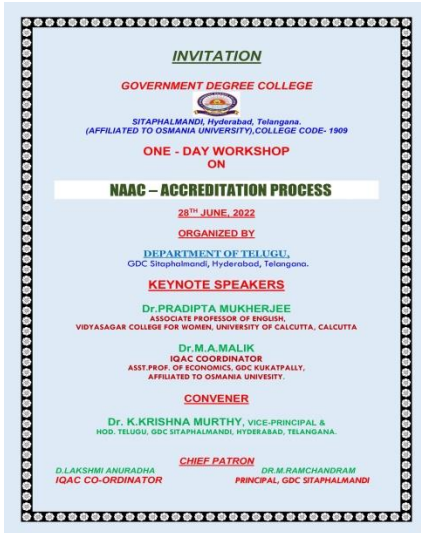 INVITATION
GOVERNMENT DEGREE COLLEGE
SITAPHALMANDI, Hyderabad, Telangana.
(AFFILIATED TO OSMANIA UNIVERSITY),COLLEGE CODE- 1909
ONE - DAY WORKSHOP
ON
NAAC – ACCREDITATION PROCESS
28TH JUNE, 2022
ORGANIZED BY
DEPARTMENT OF TELUGU,
GDC Sitaphalmandi, Hyderabad, Telangana.
KEYNOTE SPEAKERS
Dr.PRADIPTA MUKHERJEE
ASSOCIATE PROFESSOR OF ENGLISH,
VIDYASAGAR COLLEGE FOR WOMEN, UNIVERSITY OF CALCUTTA, CALCUTTA
Dr.M.A.MALIK
IQAC COORDINATOR
ASST.PROF. OF ECONOMICS, GDC KUKATPALLY,
AFFILIATED TO OSMANIA UNIVESITY.
CONVENER
Dr. K.KRISHNA MURTHY, VICE-PRINCIPAL &
HOD. TELUGU, GDC SITAPHALMANDI, HYDERABAD, TELANGANA.
CHIEF PATRON
D.LAKSHMI ANURADHA DR.M.RAMCHANDRAM
IQAC CO-ORDINATOR PRINCIPAL, GDC SITAPHALMANDI